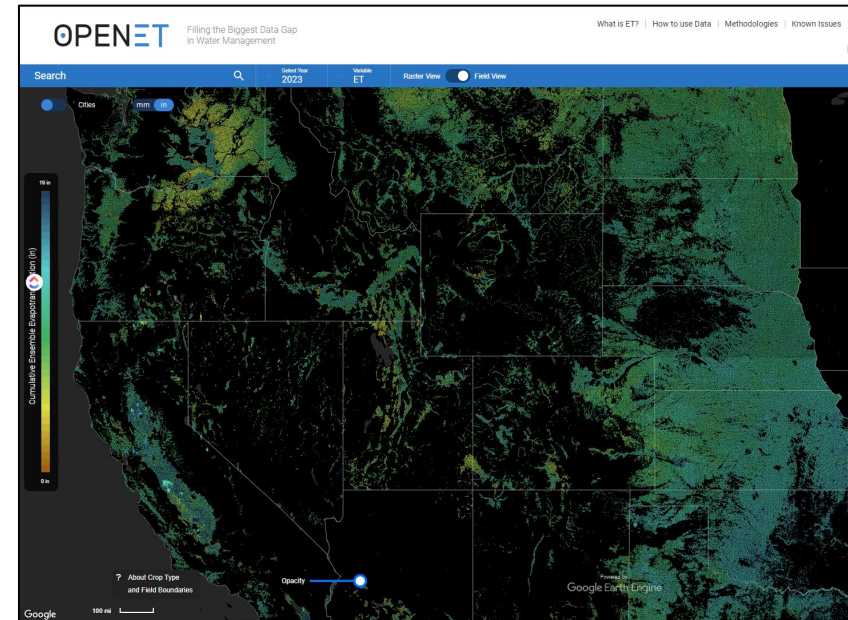 OPENET
Filling the Biggest Data Gap
in Water Management
What is ET? | How to use Data | Methodologies | Known Issues
Search
Select Year
2023
Variable
ET
Raster View
Field View
Cities
mm in
19 in
Cumulative Ensemble Evapotran tion (in)
0 in
? About Crop Type
and Field Boundaries
Opacity
Powered by
Google Earth Engine
Google
100 mi